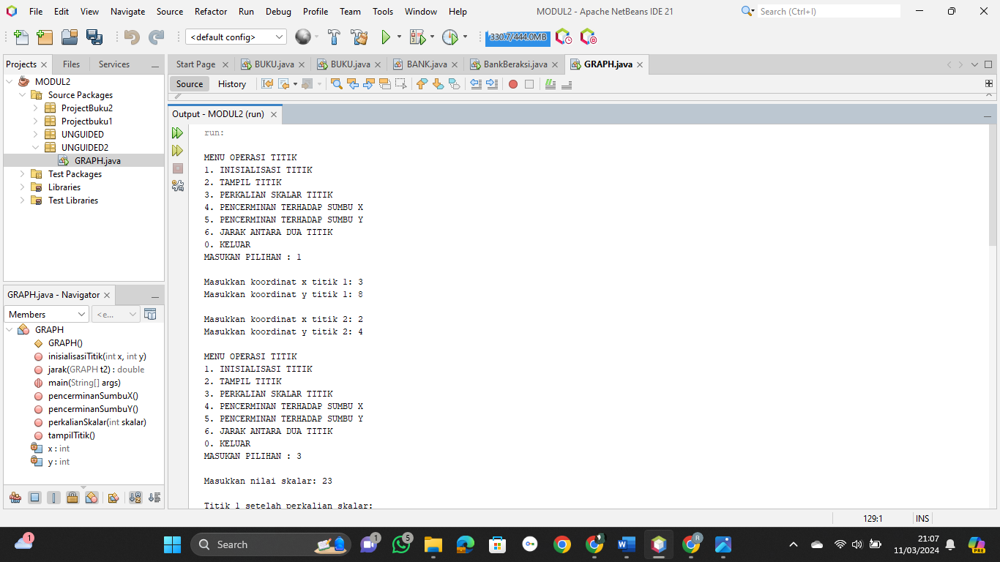 File Edit View Navigate Source Refactor Run Debug Profile Team Tools Window Help MODUL2 - Apache NetBeans IDE 21 Search (Ctrl+I)
<default config> 330.7/444.0MB
Projects Files Services
MODUL2
Source Packages
ProjectBuku2
Projectbuku1
UNGUIDED
UNGUIDED2
GRAPH.java
Test Packages
Libraries
Test Libraries
GRAPH.java - Navigator
Members <e...
GRAPH
GRAPH()
inisialisasiTitik(int x, int y)
jarak(GRAPH t2) : double
main(String[] args)
pencerminanSumbuX()
pencerminanSumbuY()
perkalianSkalar(int skalar)
tampilTitik()
x : int
y : int
Start Page BUKU.java BUKU.java BANK.java BankBeraksi.java GRAPH.java
Source History
Output - MODUL2 (run)
run:
MENU OPERASI TITIK
1. INISIALISASI TITIK
2. TAMPIL TITIK
3. PERKALIAN SKALAR TITIK
4. PENCERMINAN TERHADAP SUMBU X
5. PENCERMINAN TERHADAP SUMBU Y
6. JARAK ANTARA DUA TITIK
0. KELUAR
MASUKAN PILIHAN : 1
Masukkan koordinat x titik 1: 3
Masukkan koordinat y titik 1: 8
Masukkan koordinat x titik 2: 2
Masukkan koordinat y titik 2: 4
MENU OPERASI TITIK
1. INISIALISASI TITIK
2. TAMPIL TITIK
3. PERKALIAN SKALAR TITIK
4. PENCERMINAN TERHADAP SUMBU X
5. PENCERMINAN TERHADAP SUMBU Y
6. JARAK ANTARA DUA TITIK
0. KELUAR
MASUKAN PILIHAN : 3
Masukkan nilai skalar: 23
Titik 1 setelah perkalian skalar:
129:1 INS
1 Search 1 5 R 21:07 PRE
11/03/2024